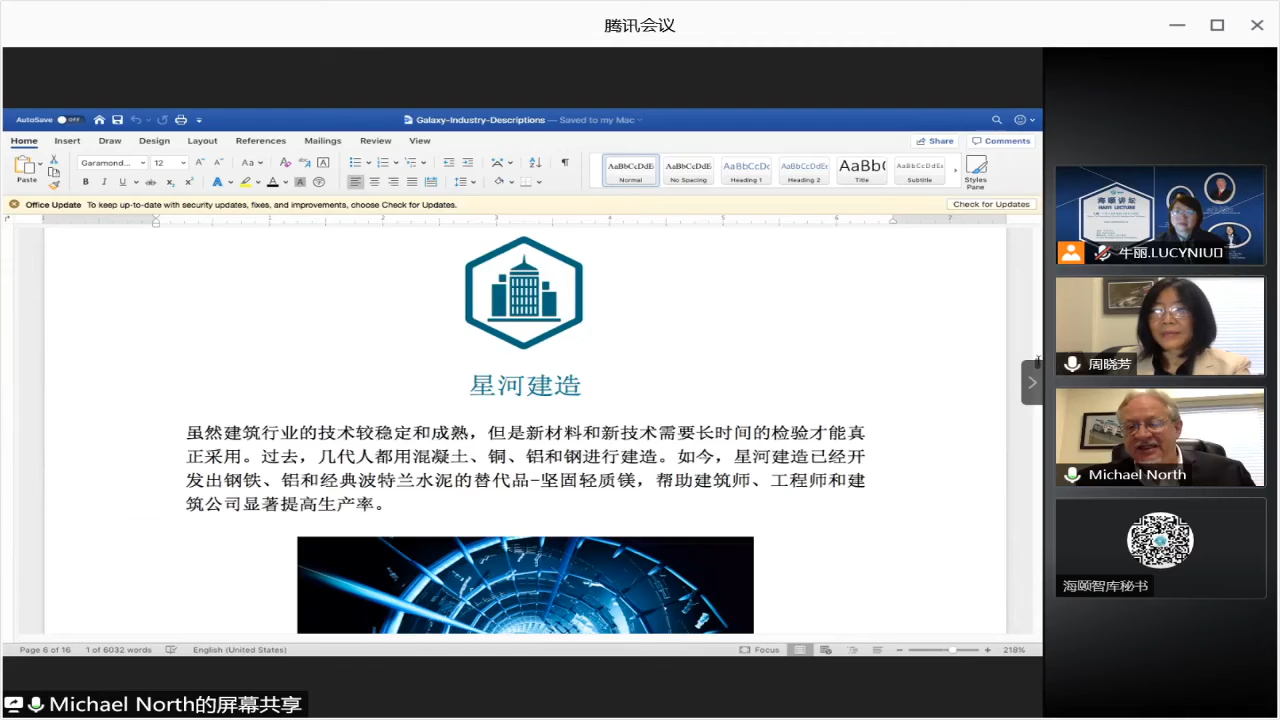 腾讯会议
AutoSave OFF
Galaxy-Industry-Descriptions — Saved to my Mac
Home Insert Draw Design Layout References Mailings Review View Share Comments
Paste Garamond... 12 Aa
AaBbCcDdE AaBbCcDdE AaBbCcDc AaBbCcDdEe AaBb( AaBbCcDdEe
Normal No Spacing Heading 1 Heading 2 Title Subtitle Styles Pane
Office Update To keep up-to-date with security updates, fixes, and improvements, choose Check for Updates. Check for Updates
星河建造
虽然建筑行业的技术较稳定和成熟，但是新材料和新技术需要长时间的检验才能真
正采用。过去，几代人都用混凝土、铜、铝和钢进行建造。如今，星河建造已经开
发出钢铁、铝和经典波特兰水泥的替代品-坚固轻质镁，帮助建筑师、工程师和建
筑公司显著提高生产率。
Page 6 of 16 1 of 6032 words English (United States) Focus 218%
Michael North的屏幕共享
海颐讲坛
HAIYI LECTURE
牛丽.LUCYNIU
周晓芳
Michael North
海颐智库秘书